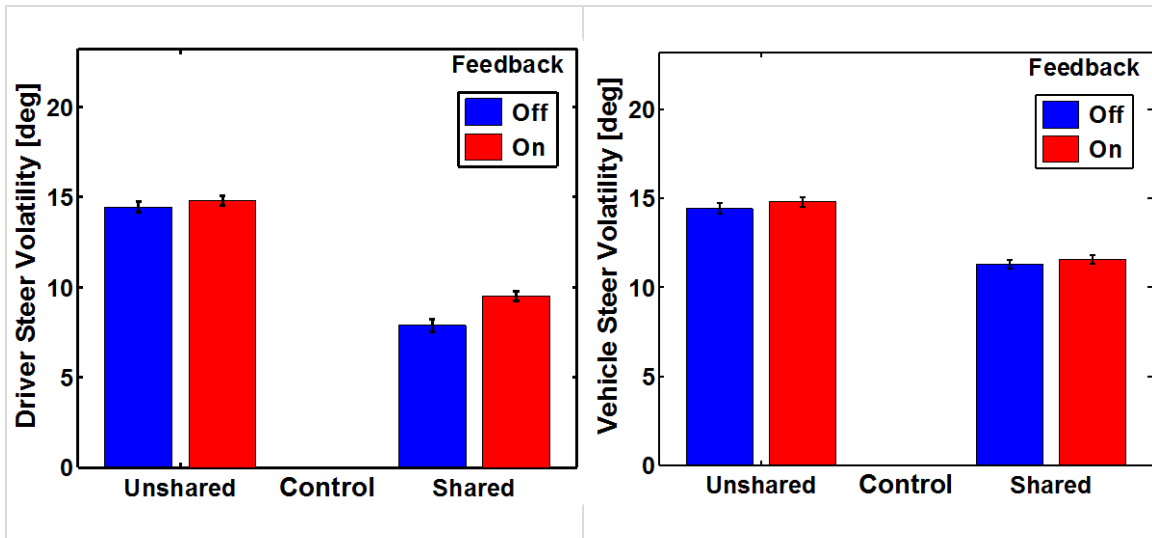 Driver Steer Volatility [deg]
20
15
10
5
0
Feedback
Off
On
Unshared
Control
Shared
Vehicle Steer Volatility [deg]
20
15
10
5
0
Feedback
Off
On
Unshared
Control
Shared